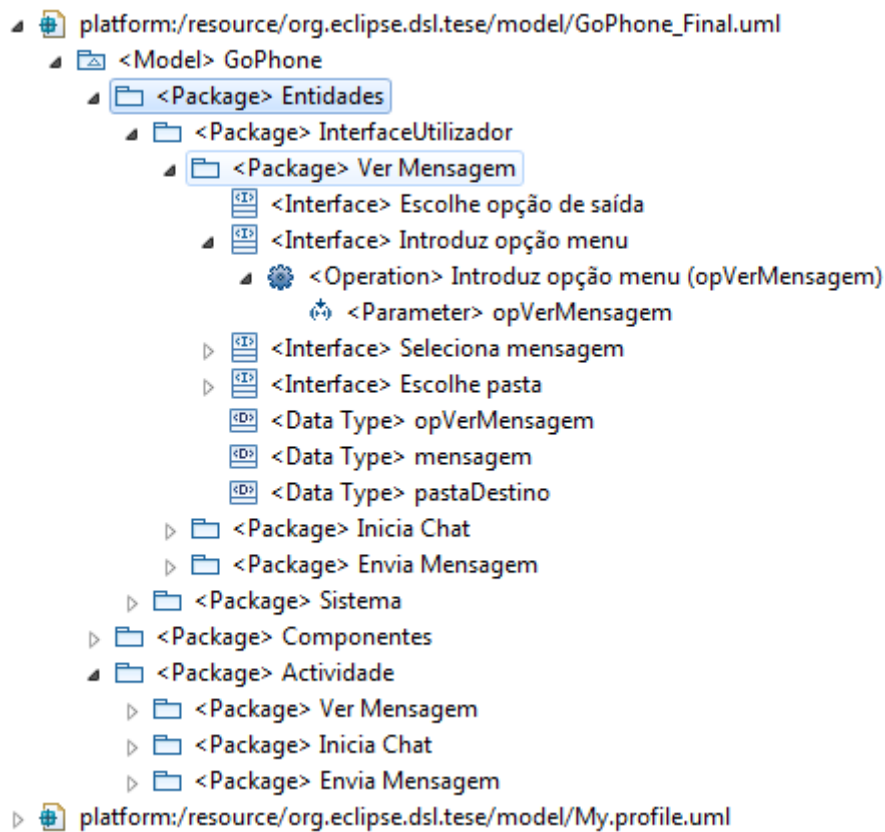 platform:/resource/org.eclipse.dsl.tese/model/GoPhone_Final.uml
<Model> GoPhone
<Package> Entidades
<Package> InterfaceUtilizador
<Package> Ver Mensagem
<Interface> Escolhe opção de saída
<Interface> Introduz opção menu
<Operation> Introduz opção menu (opVerMensagem)
<Parameter> opVerMensagem
<Interface> Seleciona mensagem
<Interface> Escolhe pasta
<Data Type> opVerMensagem
<Data Type> mensagem
<Data Type> pastaDestino
<Package> Inicia Chat
<Package> Envia Mensagem
<Package> Sistema
<Package> Componentes
<Package> Actividade
<Package> Ver Mensagem
<Package> Inicia Chat
<Package> Envia Mensagem
platform:/resource/org.eclipse.dsl.tese/model/My.profile.uml